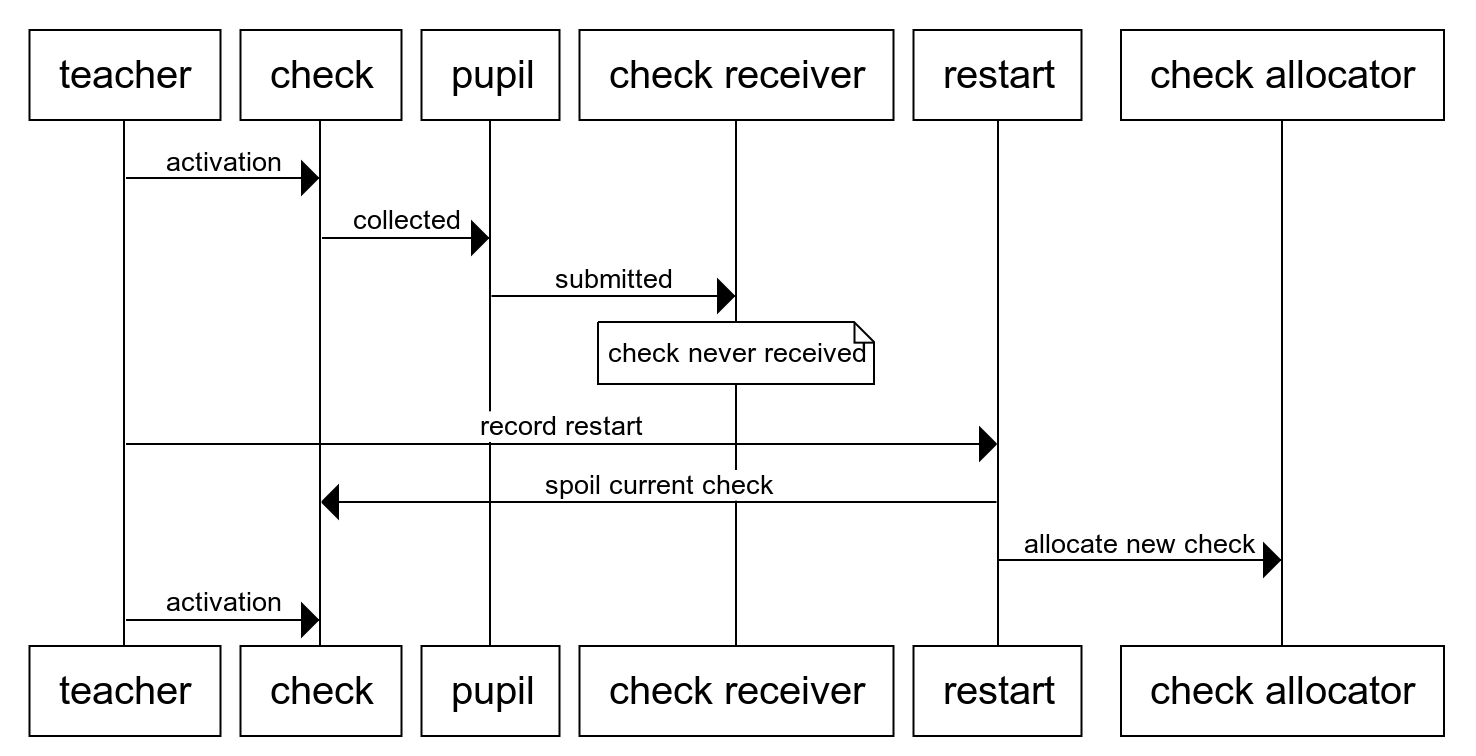 teacher
check
pupil
check receiver
restart
check allocator
activation
collected
submitted
check never received
record restart
spoil current check
allocate new check
activation
teacher
check
pupil
check receiver
restart
check allocator